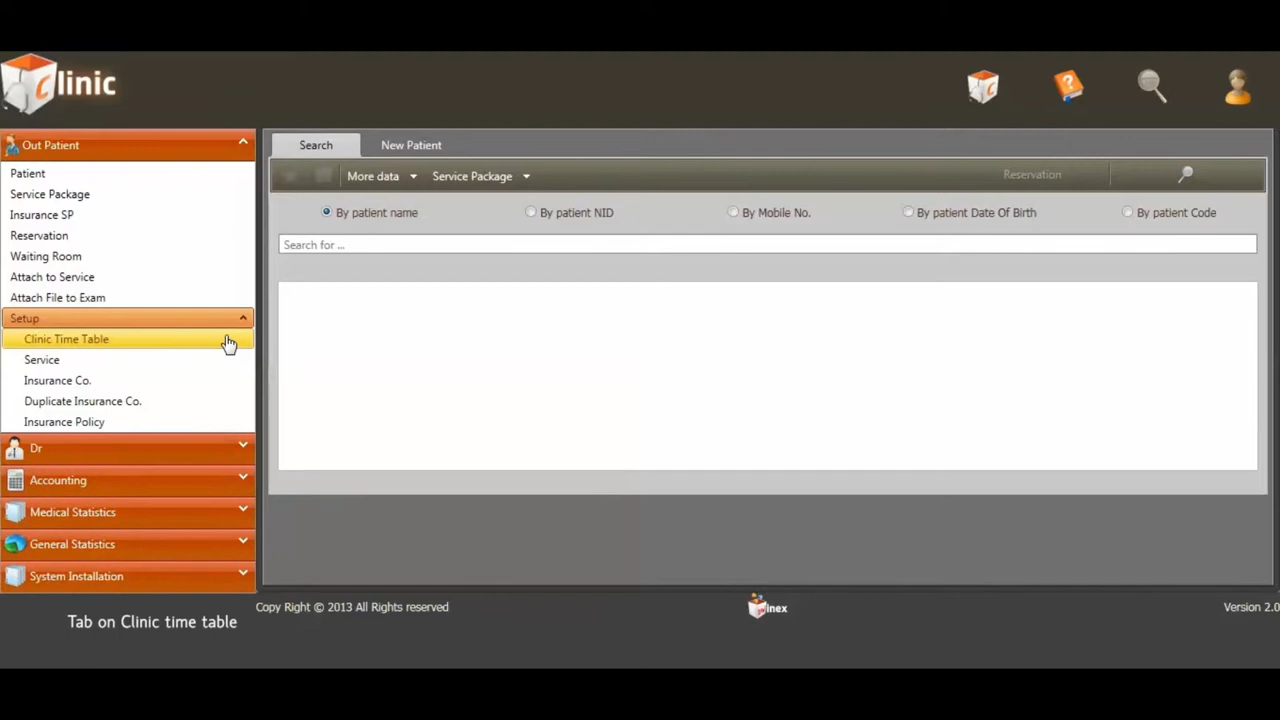 Clinic
Out Patient
Patient
Service Package
Insurance SP
Reservation
Waiting Room
Attach to Service
Attach File to Exam
Setup
Clinic Time Table
Service
Insurance Co.
Duplicate Insurance Co.
Insurance Policy
Dr
Accounting
Medical Statistics
General Statistics
System Installation
Search New Patient
More data Service Package Reservation
By patient name By patient NID By Mobile No. By patient Date Of Birth By patient Code
Search for ...
Copy Right © 2013 All Rights reserved
Version 2.0
Tab on Clinic time table